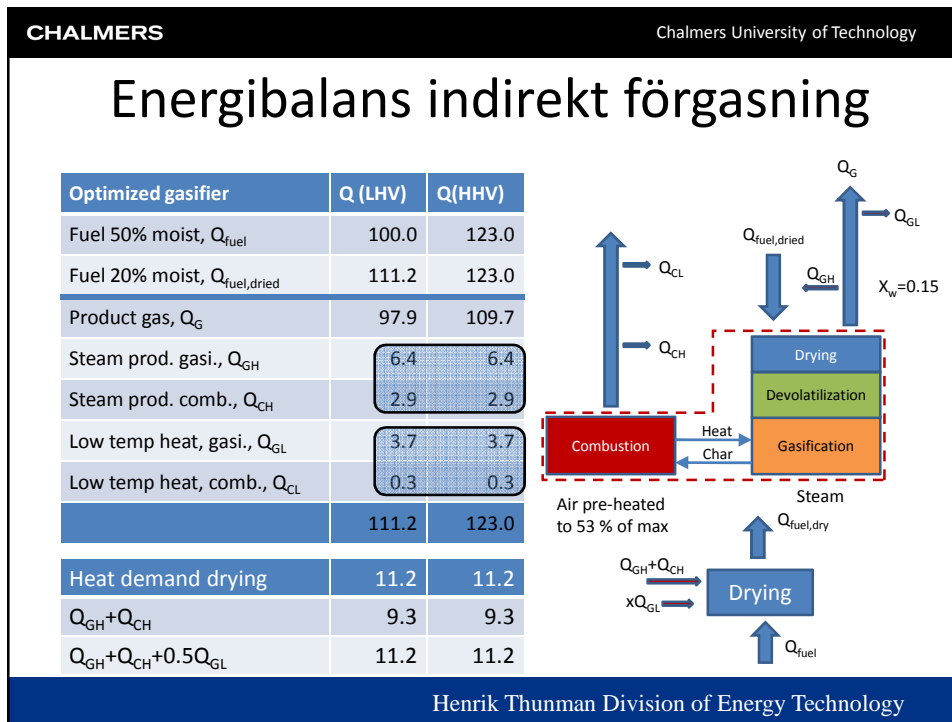 CHALMERS
Chalmers University of Technology
Energibalans indirekt förgasning
Optimized gasifier Q (LHV) Q(HHV)
Fuel 50% moist, Qfuel 100.0 123.0
Fuel 20% moist, Qfuel,dried 111.2 123.0
Product gas, QG 97.9 109.7
Steam prod. gasi., QGH 6.4 6.4
Steam prod. comb., QCH 2.9 2.9
Low temp heat, gasi., QGL 3.7 3.7
Low temp heat, comb., QCL 0.3 0.3
111.2 123.0
Heat demand drying 11.2 11.2
QGH+QCH 9.3 9.3
QGH+QCH+0.5QGL 11.2 11.2
QG
QGL
Qfuel,dried
QCL
QGH
Xw=0.15
QCH
Drying
Devolatilization
Combustion
Heat
Char
Gasification
Steam
Air pre-heated
to 53 % of max
Qfuel,dry
QGH+QCH
xQGL
Drying
Qfuel
Henrik Thunman Division of Energy Technology